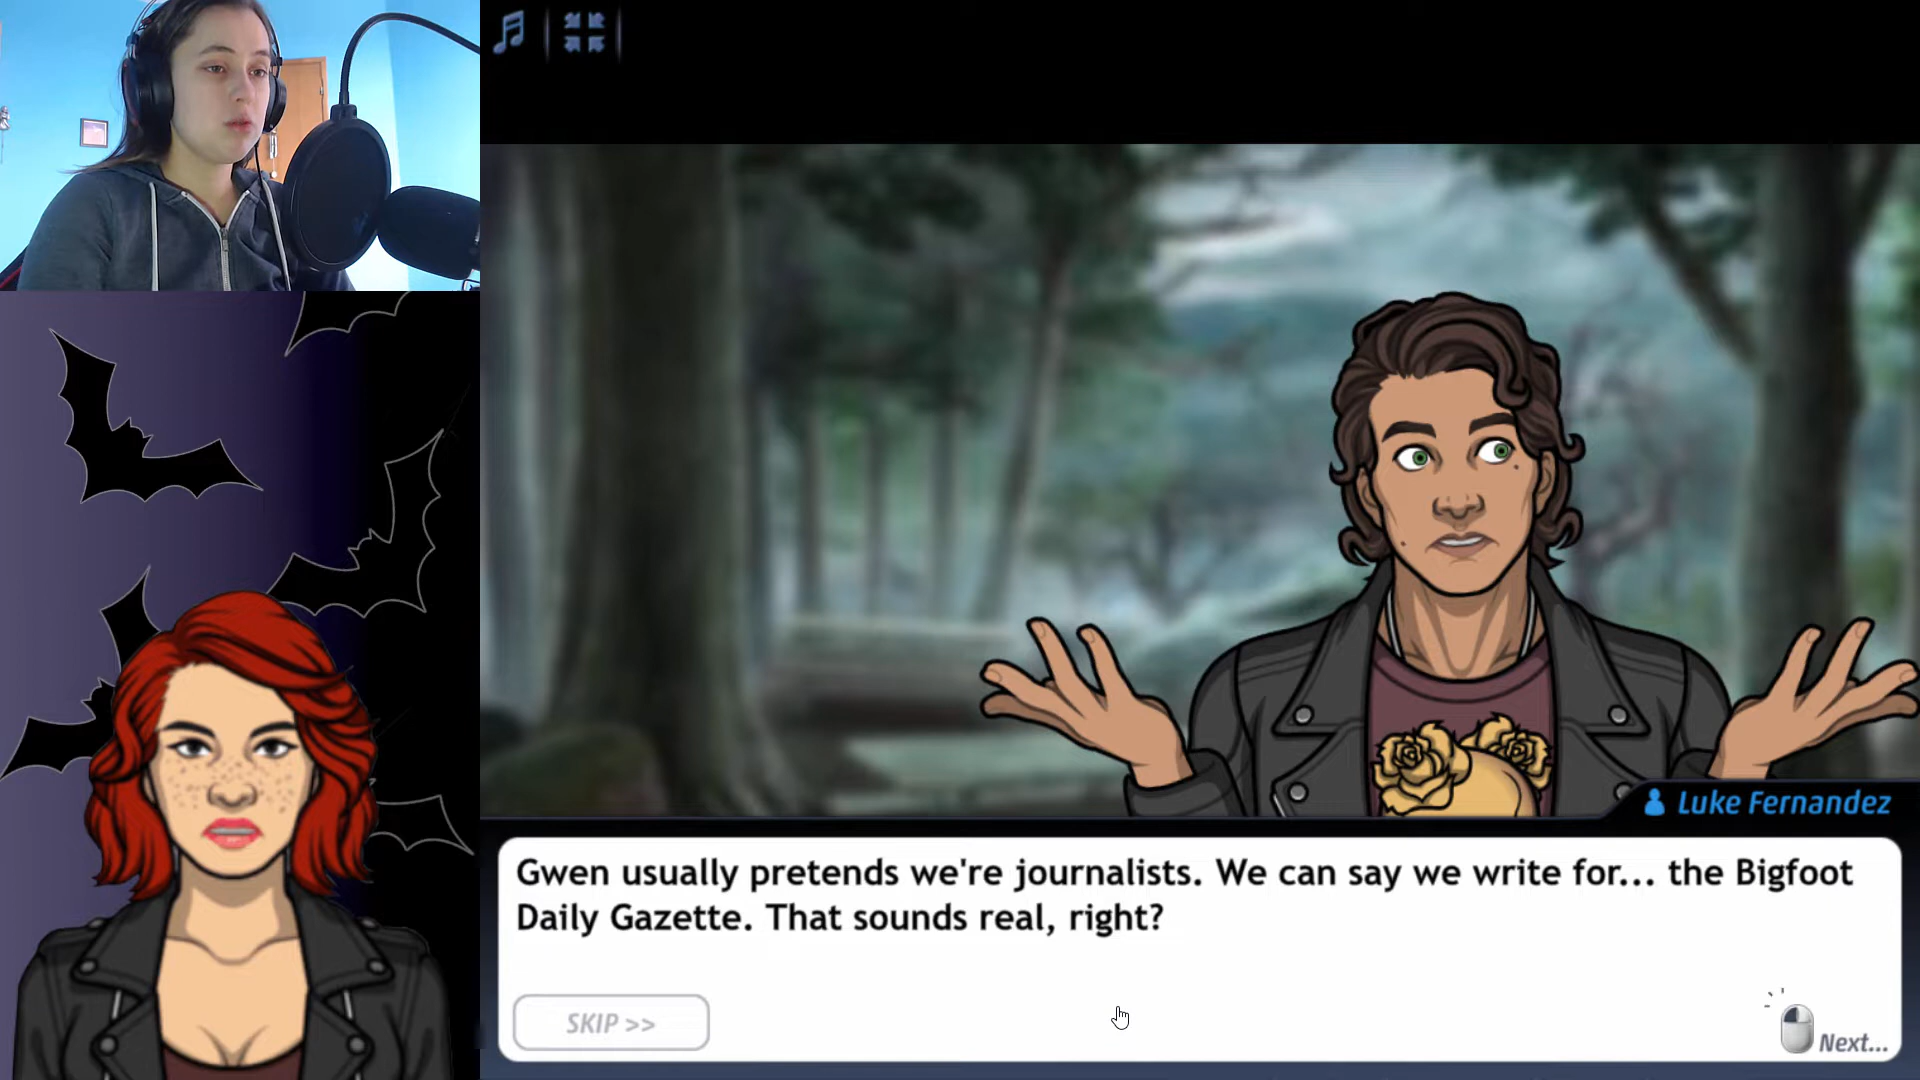 Luke Fernandez
Gwen usually pretends we're journalists. We can say we write for... the Bigfoot
Daily Gazette. That sounds real, right?
SKIP >>
Next...